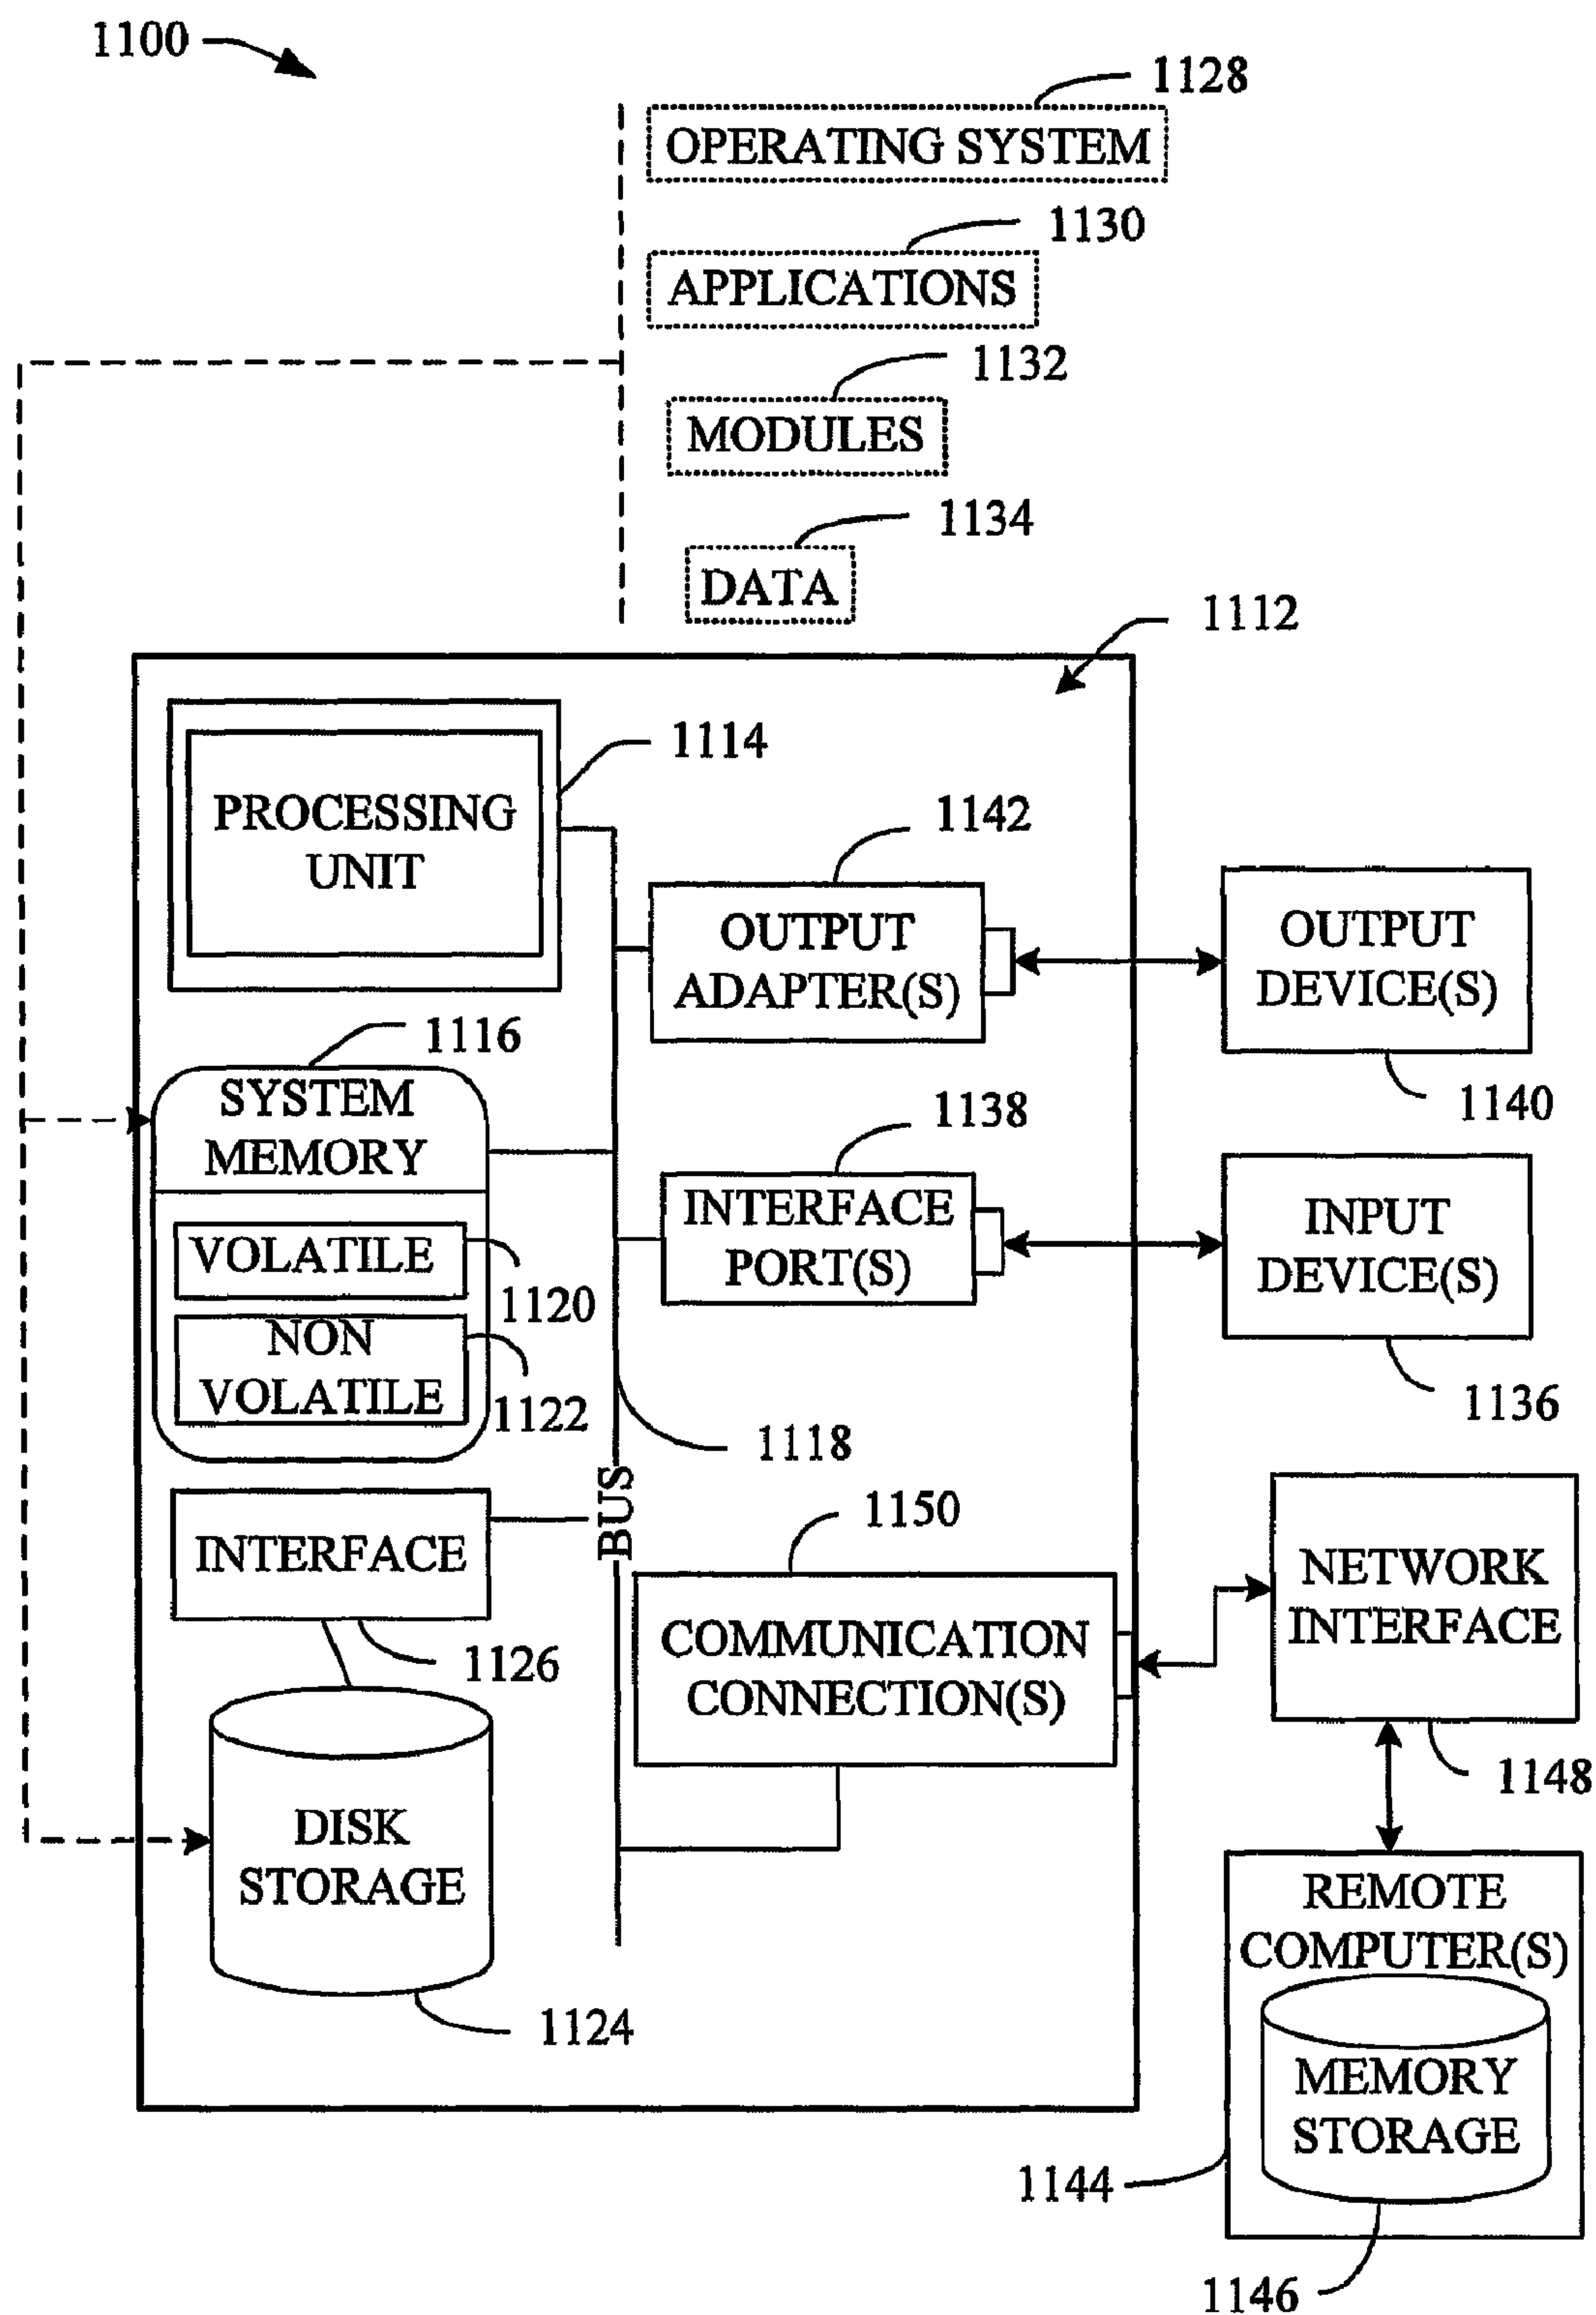 1100
1128
OPERATING SYSTEM
1130
APPLICATIONS
1132
MODULES
1134
DATA
1112
1114
PROCESSING
UNIT
1142
OUTPUT
ADAPTER(S)
OUTPUT
DEVICE(S)
1140
1116
SYSTEM
MEMORY
VOLATILE
1120
NON
VOLATILE
1122
1138
INTERFACE
PORT(S)
INPUT
DEVICE(S)
1136
1118
BUS
INTERFACE
1126
1150
COMMUNICATION
CONNECTION(S)
NETWORK
INTERFACE
1148
DISK
STORAGE
1124
REMOTE
COMPUTER(S)
MEMORY
STORAGE
1144
1146